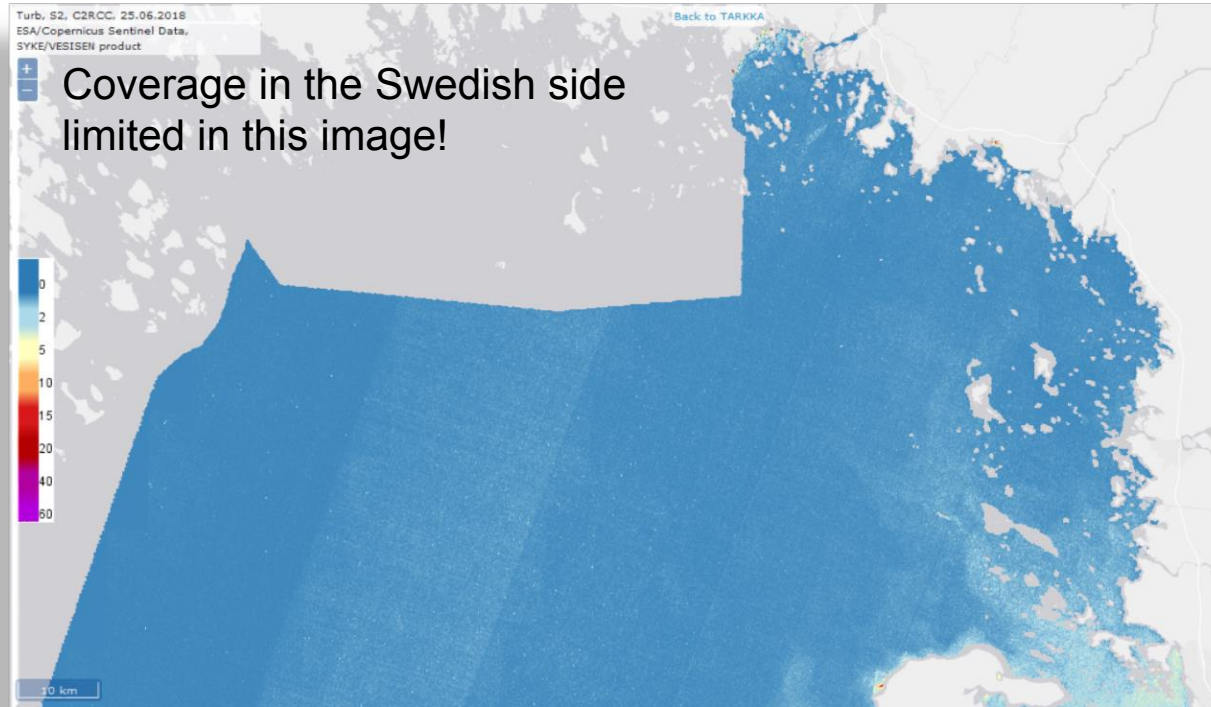 Turb, S2, C2RCC, 25.06.2018
ESA/Copernicus Sentinel Data,
SYKE/VESISEN product
Back to TARKKA
+
−
Coverage in the Swedish side
limited in this image!
0
2
5
10
15
20
40
60
10 km